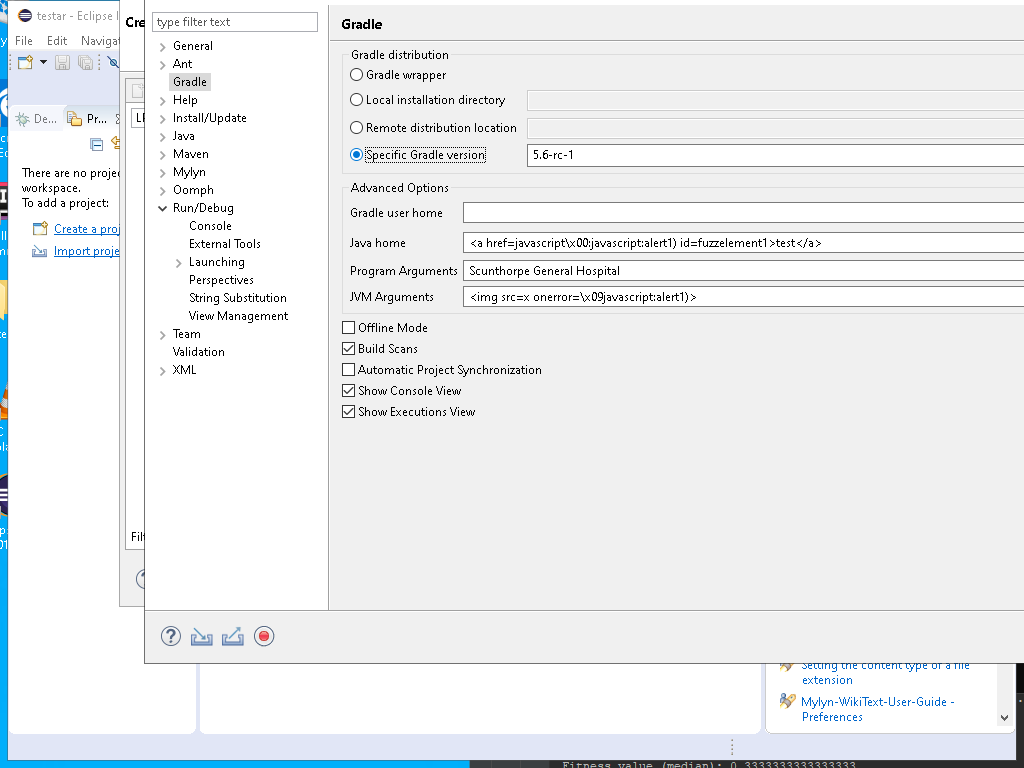 testar - Eclipse I
File Edit Navigat
De...
Pr...
There are no proje
workspace.
To add a project:
Create a proj
Import proje
Cre
type filter text
General
Ant
Gradle
Help
Install/Update
Java
Maven
Mylyn
Oomph
Run/Debug
Console
External Tools
Launching
Perspectives
String Substitution
View Management
Team
Validation
XML
Gradle
Gradle distribution
Gradle wrapper
Local installation directory
Remote distribution location
Specific Gradle version 5.6-rc-1
Advanced Options
Gradle user home
Java home <a href=javascript\x00:javascript:alert1) id=fuzzelement1>test</a>
Program Arguments Scunthorpe General Hospital
JVM Arguments <img src=x onerror=\x09javascript:alert1)>
Offline Mode
Build Scans
Automatic Project Synchronization
Show Console View
Show Executions View
Filt
Setting the content type of a file
extension
Mylyn-WikiText-User-Guide -
Preferences
Fitness value (median): 0.3333333333333333